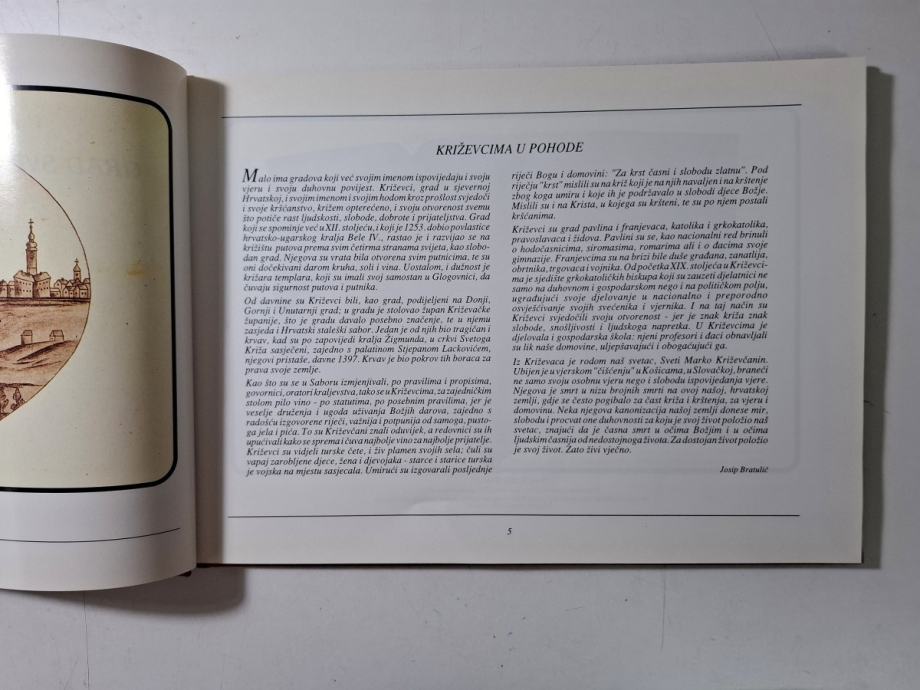 KRIŽEVCIMA U POHODE
Malo ima gradova koji već svojim imenom ispovijedaju i svoju
vjeru i svoju duhovnu povijest. Križevci, grad u sjevernoj
Hrvatskoj, i svojim imenom i svojim hodom kroz prošlost svjedoči
i svoje kršćanstvo, križem opterećeno, i svoju otvorenost svemu
što potiče rast ljudskosti, slobode, dobrote i prijateljstva. Grad
koji se spominje već u XII. stoljeću, i koji je 1253. dobio povlastice
hrvatsko-ugarskog kralja Bele IV., rastao je i razvijao se na
križištu putova prema svim četirma stranama svijeta, kao slobo-
dan grad. Njegova su vrata bila otvorena svim putnicima, te su
oni dočekivani darom kruha, soli i vina. Uostalom, i dužnost je
križara templara, koji su imali svoj samostan u Glogovnici, da
čuvaju sigurnost putova i putnika.
Od davnine su Križevci bili, kao grad, podijeljeni na Donji,
Gornji i Unutarnji grad; u gradu je stolovao župan Križevačke
županije, što je gradu davalo posebno značenje, te u njemu
zasjeda i Hrvatski staleški sabor. Jedan je od njih bio tragičan i
krvav, kad su po zapovijedi kralja Žigmunda, u crkvi Svetoga
Križa sasječeni, zajedno s palatinom Stjepanom Lackovićem,
njegovi pristaše, davne 1397. Krvav je bio pokrov tih boraca za
prava svoje zemlje.
Kao što su se u Saboru izmjenjivali, po pravilima i propisima,
govornici, oratori kraljevstva, tako se u Križevcima, za zajedničkim
stolom pilo vino - po statutima, po posebnim pravilima, jer je
veselje druženja i ugoda uživanja Božjih darova, zajedno s
radošću izgovorene riječi, važnija i potpunija od samoga, pusto-
ga jela i pića. To su Križevčani znali oduvijek, a redovnici su ih
upućivali kako se sprema i čuva najbolje vino za najbolje prijatelje.
Križevci su vidjeli turske čete, i živ plamen svojih sela; čuli su
vapaj zarobljene djece, žena i djevojaka - starce i starice turska
je vojska na mjestu sasjecala. Umirući su izgovarali posljednje
riječi Bogu i domovini: "Za krst časni i slobodu zlatnu". Pod
riječju "krst" mislili su na križ koji je na njih navaljen i na krštenje
zbog koga umiru i koje ih je podržavalo u slobodi djece Božje.
Mislili su i na Krista, u kojega su kršteni, te su po njem postali
kršćanima.
Križevci su grad pavlina i franjevaca, katolika i grkokatolika,
pravoslavaca i židova. Pavlini su se, kao nacionalni red brinuli
o hodočasnicima, siromasima, romarima ali i o đacima svoje
gimnazije. Franjevcima su na brizi bile duše građana, zanatlija,
obrtnika, trgovaca i vojnika. Od početka XIX. stoljeća u Križevci-
ma je sjedište grkokatoličkih biskupa koji su zauzeti djelatnici ne
samo na duhovnom i gospodarskom nego i na političkom polju,
ugrađujući svoje djelovanje u nacionalno i preporodno
osvješćivanje svojih svećenika i vjernika. I na taj način su
Križevci svjedočili svoju otvorenost - jer je znak križa znak
slobode, snošljivosti i ljudskoga napretka. U Križevcima je
djelovala i gospodarska škola: njeni profesori i đaci obnavljali
su lik naše domovine, uljepšavajući i obogaćujući ga.
Iz Križevaca je rodom naš svetac, Sveti Marko Križevčanin.
Ubijen je u vjerskom "čišćenju" u Košicama, u Slovačkoj, braneći
ne samo svoju osobnu vjeru nego i slobodu ispovijedanja vjere.
Njegova je smrt u nizu brojnih smrti na ovoj našoj, hrvatskoj
zemlji, gdje se često pogibalo za čast križa i krštenja, za vjeru i
domovinu. Neka njegova kanonizacija našoj zemlji donese mir,
slobodu i procvat one duhovnosti za koju je svoj život položio naš
svetac, znajući da je časna smrt u očima Božjim i u očima
ljudskim časnija od nedostojnoga života. Za dostojan život položio
je svoj život. Zato živi vječno.
Josip Bratulić
5